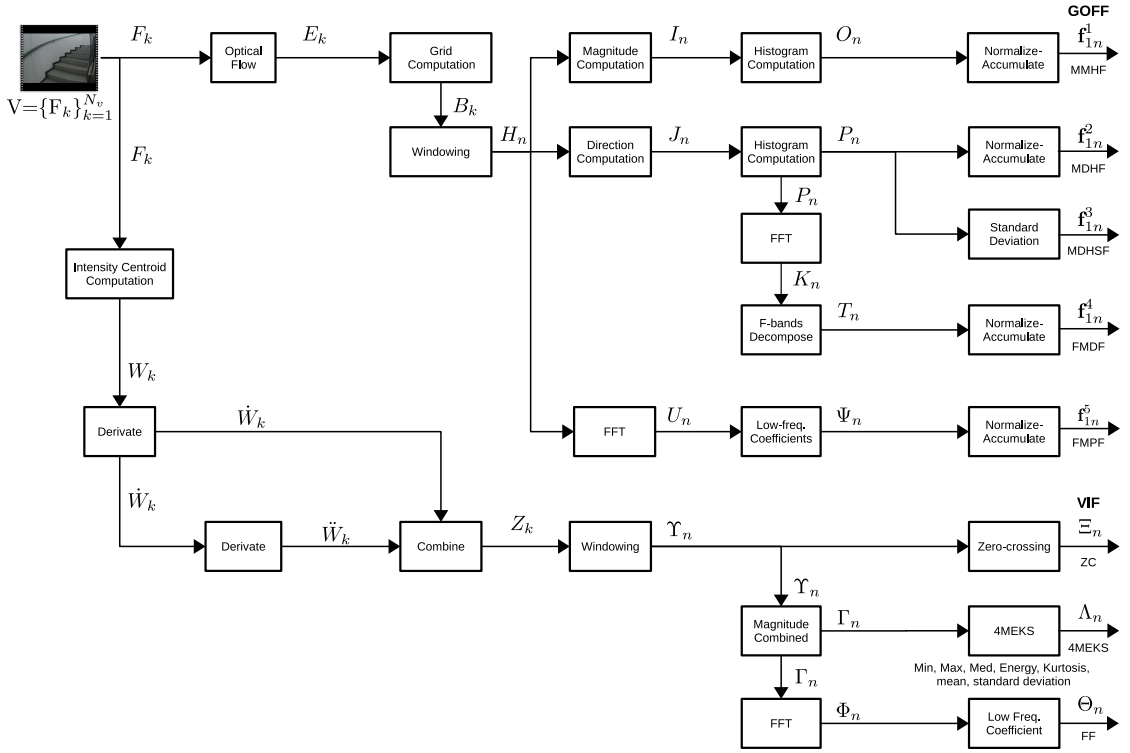 GOFF
F_k
E_k
I_n
O_n
f^1_{1n}
Optical
Flow
Grid
Computation
Magnitude
Computation
Histogram
Computation
Normalize-
Accumulate
MMHF
V={F_k}^{N_v}_{k=1}
B_k
F_k
Windowing
H_n
Direction
Computation
J_n
Histogram
Computation
P_n
Normalize-
Accumulate
f^2_{1n}
MDHF
P_n
FFT
Standard
Deviation
f^3_{1n}
MDHSF
Intensity Centroid
Computation
K_n
F-bands
Decompose
T_n
Normalize-
Accumulate
f^4_{1n}
FMDF
W_k
Derivate
Ẇ_k
FFT
U_n
Low-freq.
Coefficients
Ψ_n
Normalize-
Accumulate
f^5_{1n}
FMPF
Ẇ_k
VIF
Derivate
Ẅ_k
Combine
Z_k
Windowing
ϒ_n
Zero-crossing
Ξ_n
ZC
ϒ_n
Magnitude
Combined
Γ_n
4MEKS
Λ_n
4MEKS
Min, Max, Med, Energy, Kurtosis,
mean, standard deviation
Γ_n
FFT
Φ_n
Low Freq.
Coefficient
Θ_n
FF